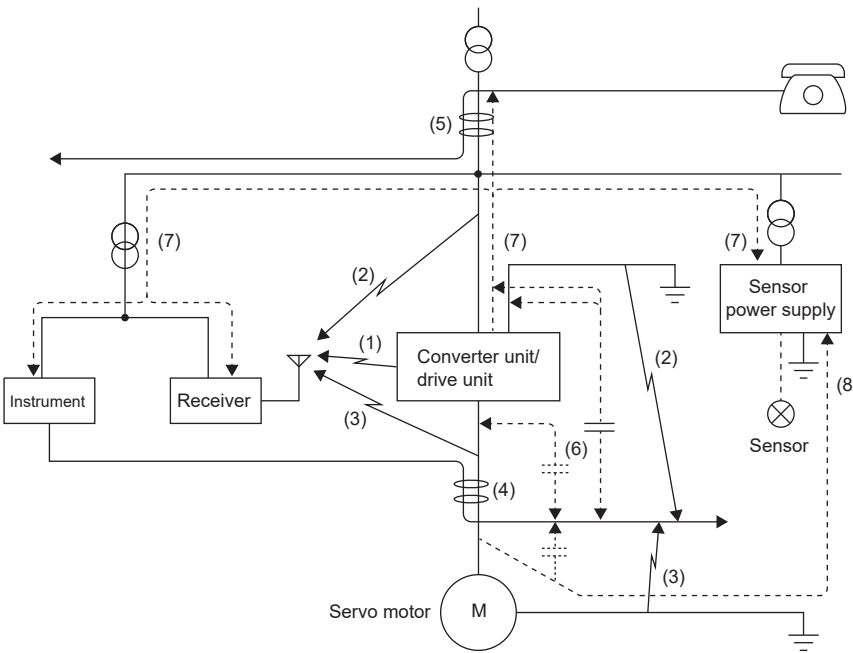 (5)
(7)
(7)
(7)
(2)
Sensor
power supply
(1)
Converter unit/
drive unit
(2)
(8
Instrument
Receiver
(3)
(6)
Sensor
(4)
(3)
Servo motor
M